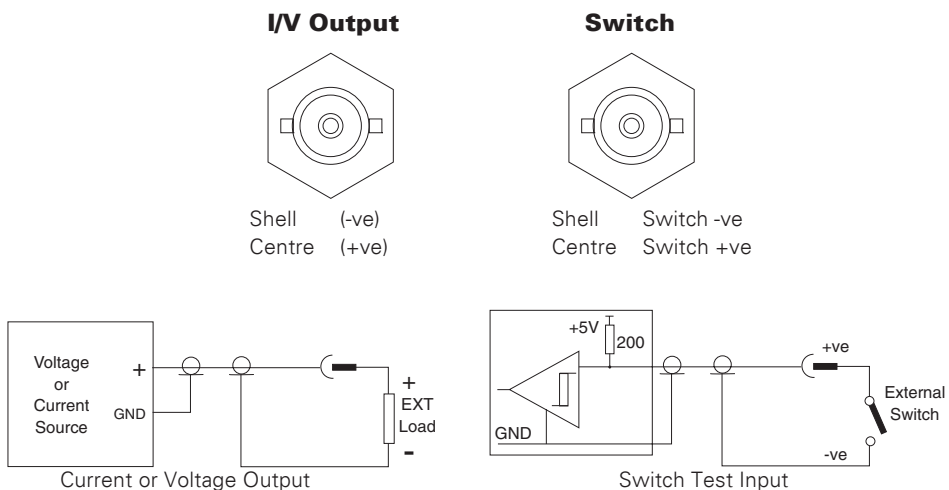 I/V Output
Switch
Shell (-ve)
Centre (+ve)
Shell Switch -ve
Centre Switch +ve
Voltage
or
Current
Source
+
GND
+
EXT
Load
-
Current or Voltage Output
+5V
200
GND
+ve
External
Switch
-ve
Switch Test Input